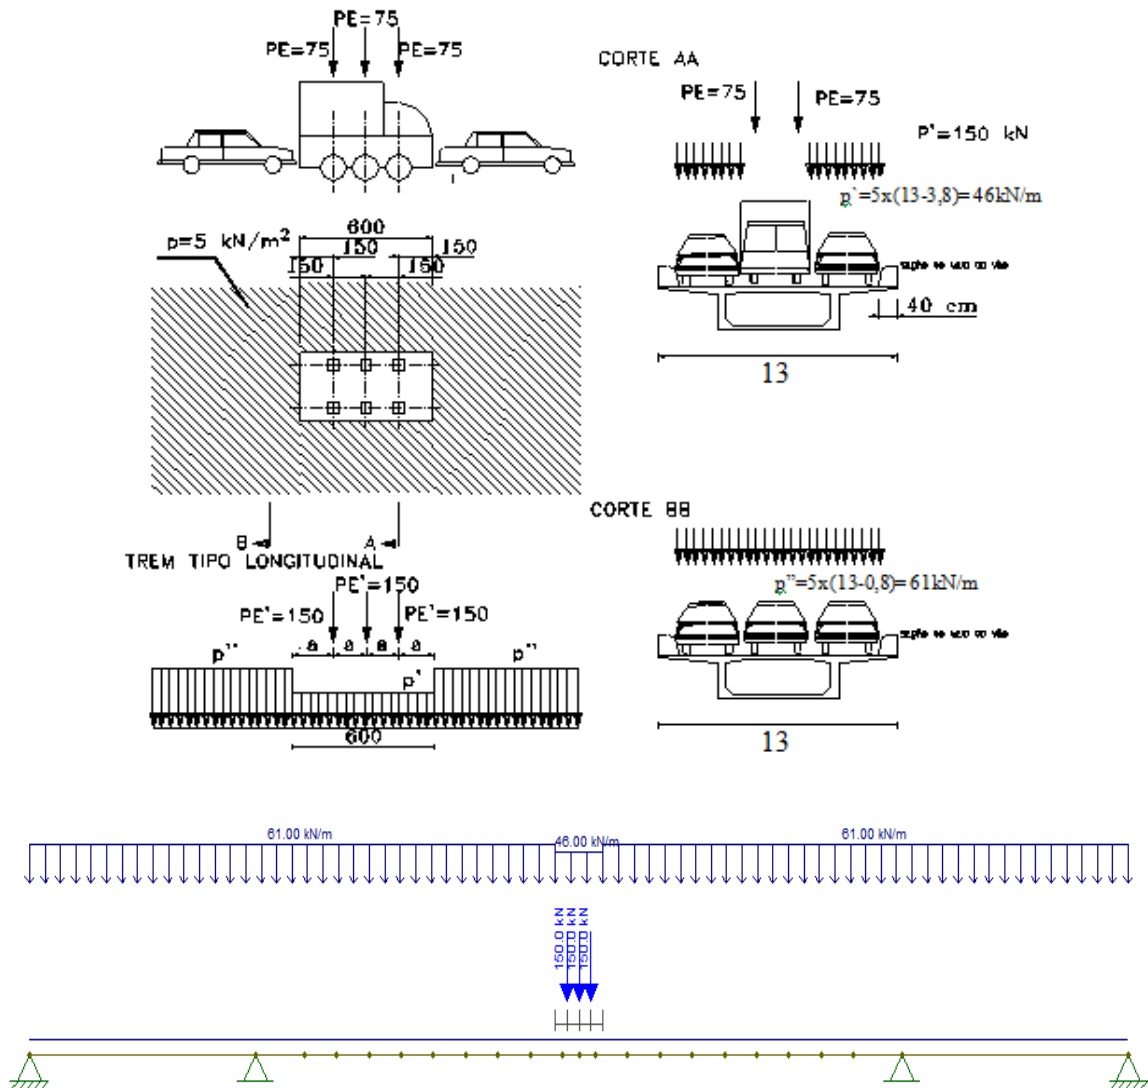 PE=75
PE=75 PE=75
CORTE AA
PE=75 PE=75
P'=150 kN
p`=5x(13-3,8)=46kN/m
40 cm
13
p=5 kN/m²
600
150 150
150 150
B A
TREM TIPO LONGITUDINAL
PE'=150
PE'=150 PE'=150
a a a a
p'' p' p''
600
CORTE BB
p''=5x(13-0,8)=61kN/m
13
61.00 kN/m 46.00 kN/m 61.00 kN/m
150.0 kN
150.0 kN
150.0 kN